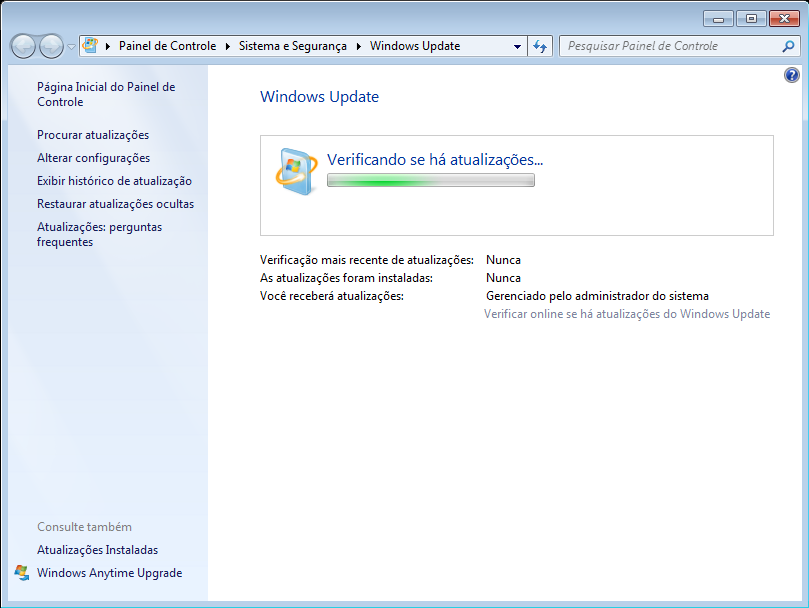 Painel de Controle
Sistema e Segurança
Windows Update
Pesquisar Painel de Controle
Página Inicial do Painel de
Controle
Procurar atualizações
Alterar configurações
Exibir histórico de atualização
Restaurar atualizações ocultas
Atualizações: perguntas
frequentes
Consulte também
Atualizações Instaladas
Windows Anytime Upgrade
Windows Update
Verificando se há atualizações...
Verificação mais recente de atualizações: Nunca
As atualizações foram instaladas: Nunca
Você receberá atualizações: Gerenciado pelo administrador do sistema
Verificar online se há atualizações do Windows Update